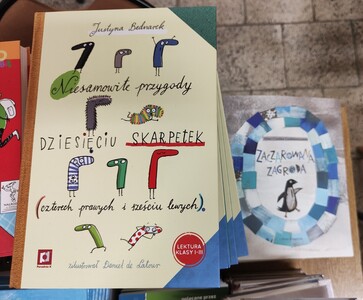 Justyna Bednarek
Niesamowite przygody
DZIESIĘCIU SKARPETEK
(czterech prawych i sześciu lewych).
zilustrował Daniel de Latour
LEKTURA
KLASY I-III
ZACZAROWANA
ZAGRODA